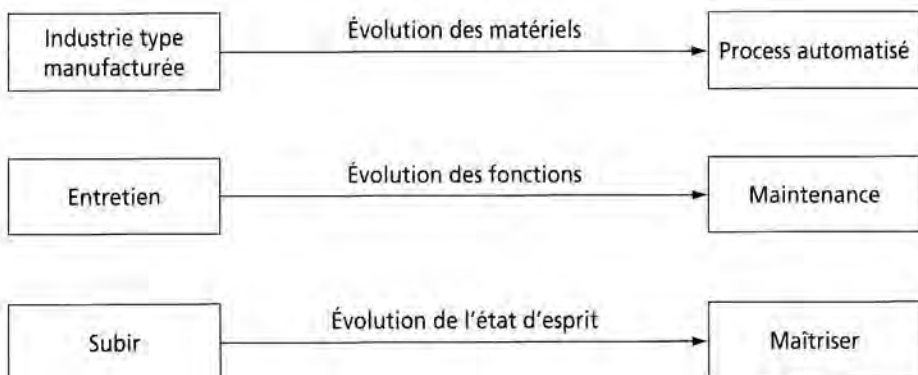 Industrie type
manufacturée
Évolution des matériels
Process automatisé
Entretien
Évolution des fonctions
Maintenance
Subir
Évolution de l'état d'esprit
Maîtriser